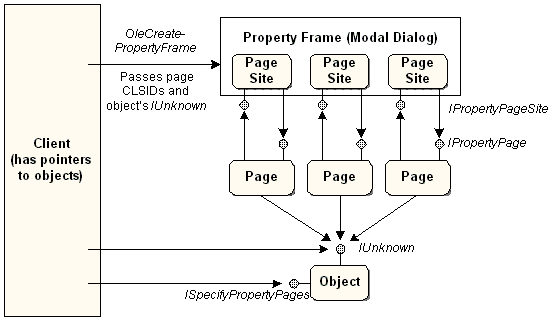 OleCreate-
PropertyFrame
Passes page
CLSIDs and
object's IUnknown
Property Frame (Modal Dialog)
Page
Site
Page
Site
Page
Site
IPropertyPageSite
IPropertyPage
Client
(has pointers
to objects)
Page
Page
Page
IUnknown
Object
ISpecifyPropertyPages